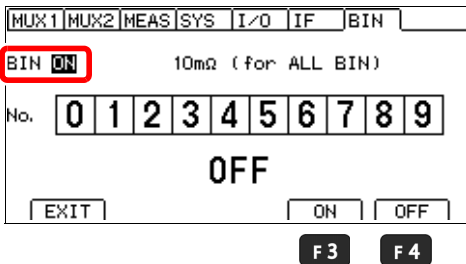 MUX1 MUX2 MEAS SYS I/O IF BIN
BIN ON 10mΩ (for ALL BIN)
No. 0 1 2 3 4 5 6 7 8 9
OFF
EXIT ON OFF
F3 F4